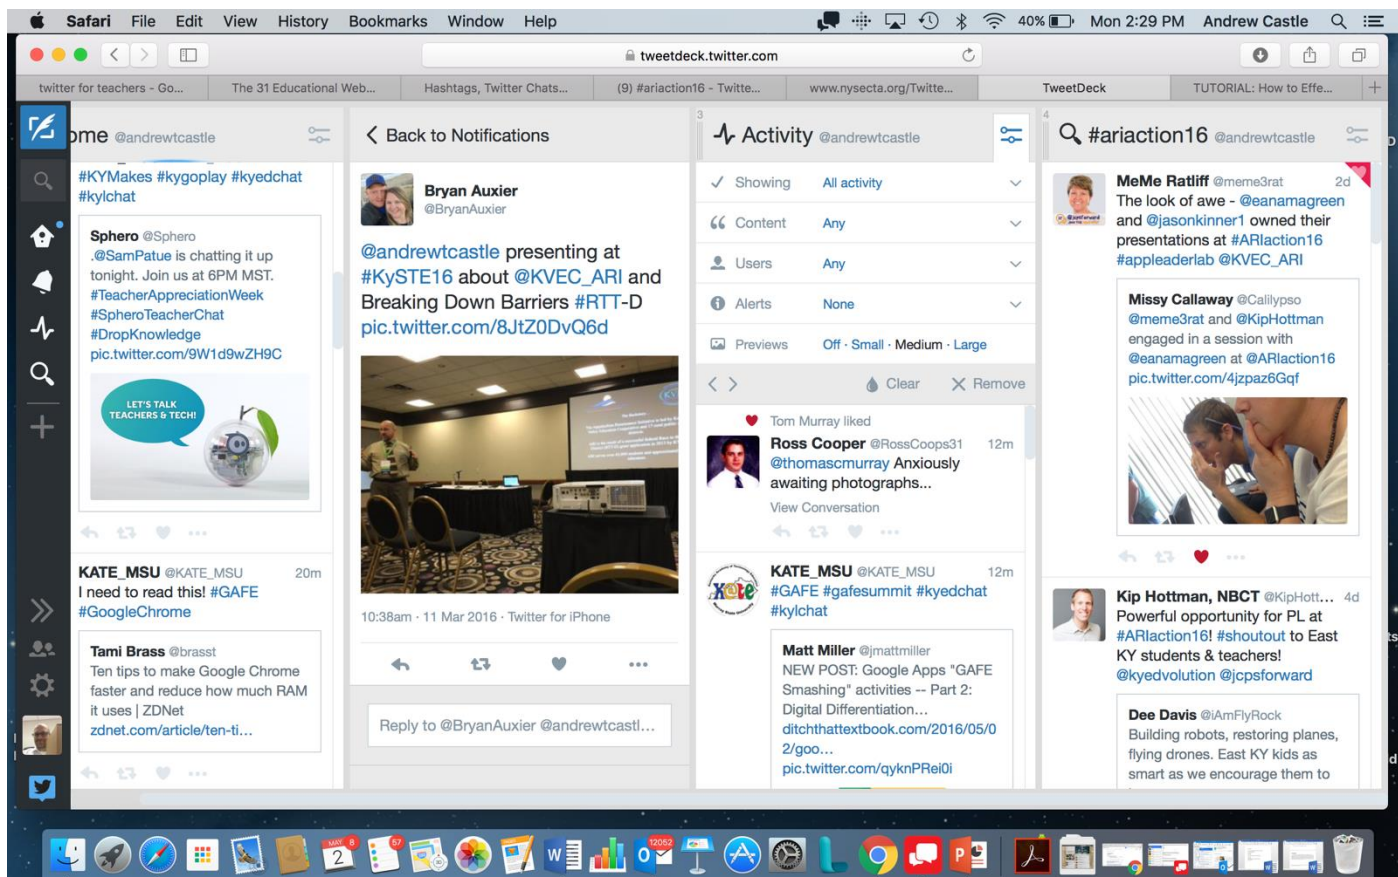 Safari File Edit View History Bookmarks Window Help 40% Mon 2:29 PM Andrew Castle
tweetdeck.twitter.com
twitter for teachers - Go... The 31 Educational Web... Hashtags, Twitter Chats... (9) #ariaction16 - Twitte... www.nysecta.org/Twitte... TweetDeck TUTORIAL: How to Effe...
ome @andrewtcastle
#KYMakes #kygoplay #kyedchat
#kylchat
Sphero @Sphero
.@SamPatue is chatting it up
tonight. Join us at 6PM MST.
#TeacherAppreciationWeek
#SpheroTeacherChat
#DropKnowledge
pic.twitter.com/9W1d9wZH9C
LET'S TALK
TEACHERS & TECH!
KATE_MSU @KATE_MSU 20m
I need to read this! #GAFE
#GoogleChrome
Tami Brass @brasst
Ten tips to make Google Chrome
faster and reduce how much RAM
it uses | ZDNet
zdnet.com/article/ten-ti...
Back to Notifications
Bryan Auxier
@BryanAuxier
@andrewtcastle presenting at
#KySTE16 about @KVEC_ARI and
Breaking Down Barriers #RTT-D
pic.twitter.com/8JtZ0DvQ6d
10:38am · 11 Mar 2016 · Twitter for iPhone
Reply to @BryanAuxier @andrewtcastl...
3
Activity @andrewtcastle
Showing All activity
Content Any
Users Any
Alerts None
Previews Off · Small · Medium · Large
Clear Remove
Tom Murray liked
Ross Cooper @RossCoops31 12m
@thomascmurray Anxiously
awaiting photographs...
View Conversation
KATE_MSU @KATE_MSU 12m
#GAFE #gafesummit #kyedchat
#kylchat
Matt Miller @jmattmiller
NEW POST: Google Apps "GAFE
Smashing" activities -- Part 2:
Digital Differentiation...
ditchthattextbook.com/2016/05/0
2/goo...
pic.twitter.com/qyknPRei0i
4
#ariaction16 @andrewtcastle
MeMe Ratliff @meme3rat 2d
The look of awe - @eanamagreen
and @jasonkinner1 owned their
presentations at #ARIaction16
#appleaderlab @KVEC_ARI
Missy Callaway @Calilypso
@meme3rat and @KipHottman
engaged in a session with
@eanamagreen at @ARIaction16
pic.twitter.com/4jzpaz6Gqf
Kip Hottman, NBCT @KipHott... 4d
Powerful opportunity for PL at
#ARIaction16! #shoutout to East
KY students & teachers!
@kyedvolution @jcpsforward
Dee Davis @iAmFlyRock
Building robots, restoring planes,
flying drones. East KY kids as
smart as we encourage them to
MAY 8
2
57
12052